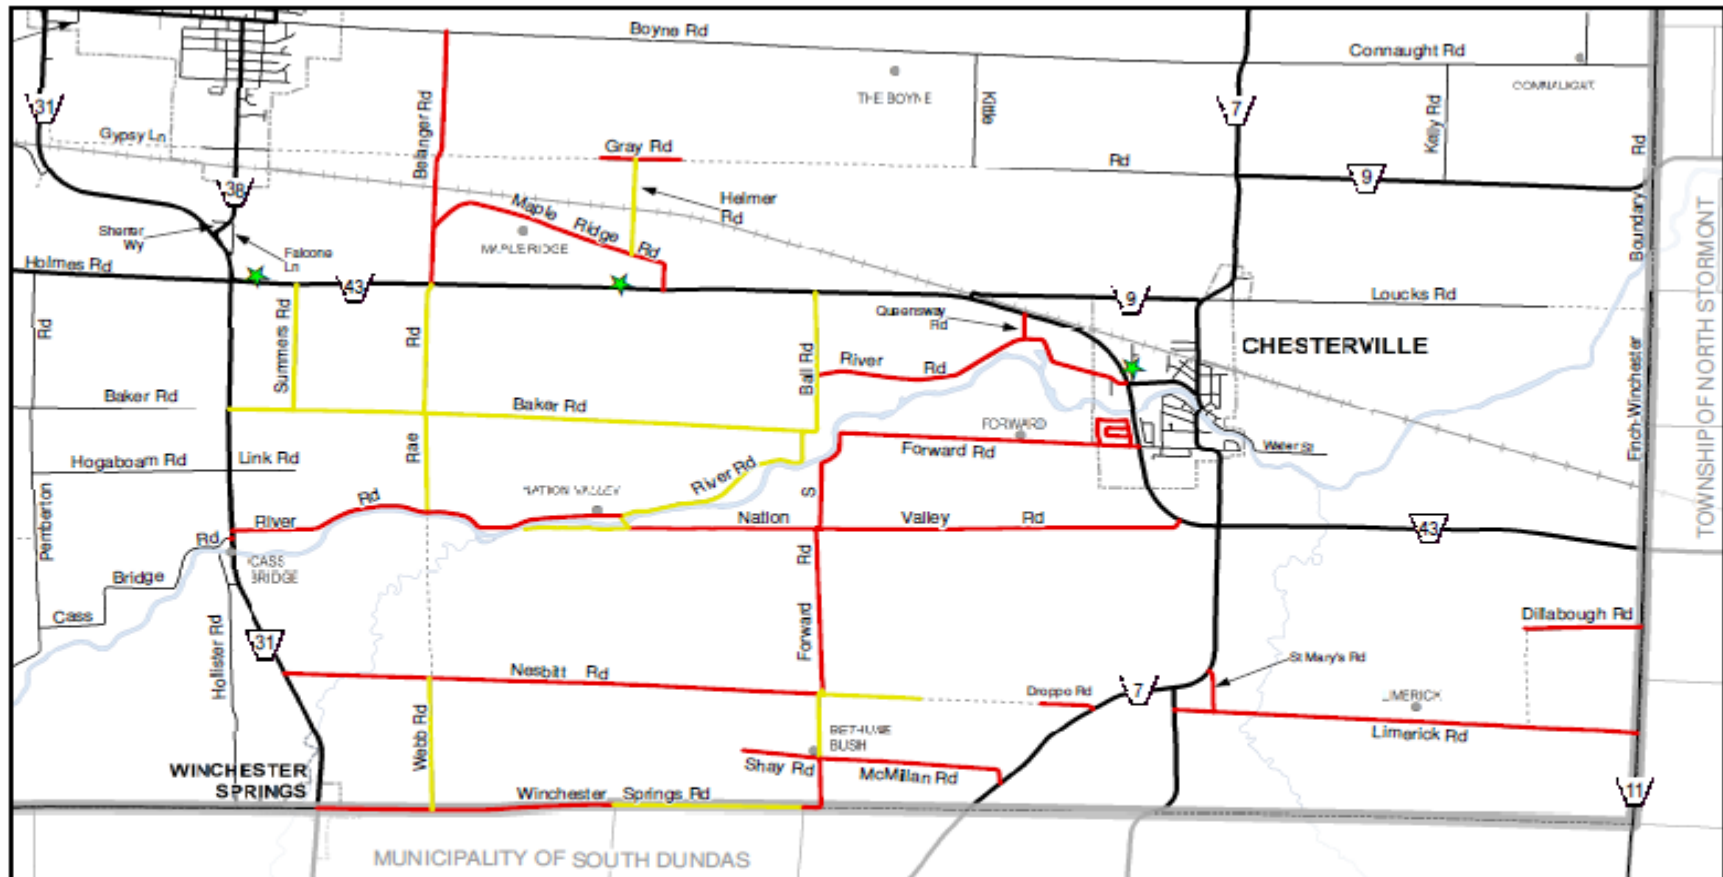 Boyne Rd
Connaught Rd
THE BOYNE
CONNAUGHT
31
7
Belanger Rd
Kittle
Kelly Rd
Gypsy Ln
Gray Rd
Rd
Rd
9
38
Helmer
Rd
Maple Ridge Rd
MAPLE RIDGE
Sherrer
Wy
Falcone
Ln
Boundary
TOWNSHIP OF NORTH STORMONT
Holmes Rd
43
9
Loucks Rd
Queensway
Rd
Rd
Summers Rd
Rd
Ball Rd
River Rd
CHESTERVILLE
Baker Rd
Baker Rd
FORWARD
Finch-Winchester
Hogaboam Rd
Link Rd
Rae
Forward Rd
Water St
River Rd
NATION VALLEY
S
Pemberton
River Rd
Nation Valley Rd
43
Rd
CASS
BRIDGE
Rd
Bridge
Cass
Forward
Dillabough Rd
Hollister Rd
31
St Mary's Rd
Nesbitt Rd
Droppo Rd
7
LIMERICK
Webb Rd
BETHUNE
BUSH
Limerick Rd
WINCHESTER
SPRINGS
Shay Rd
McMillan Rd
Winchester Springs Rd
11
MUNICIPALITY OF SOUTH DUNDAS